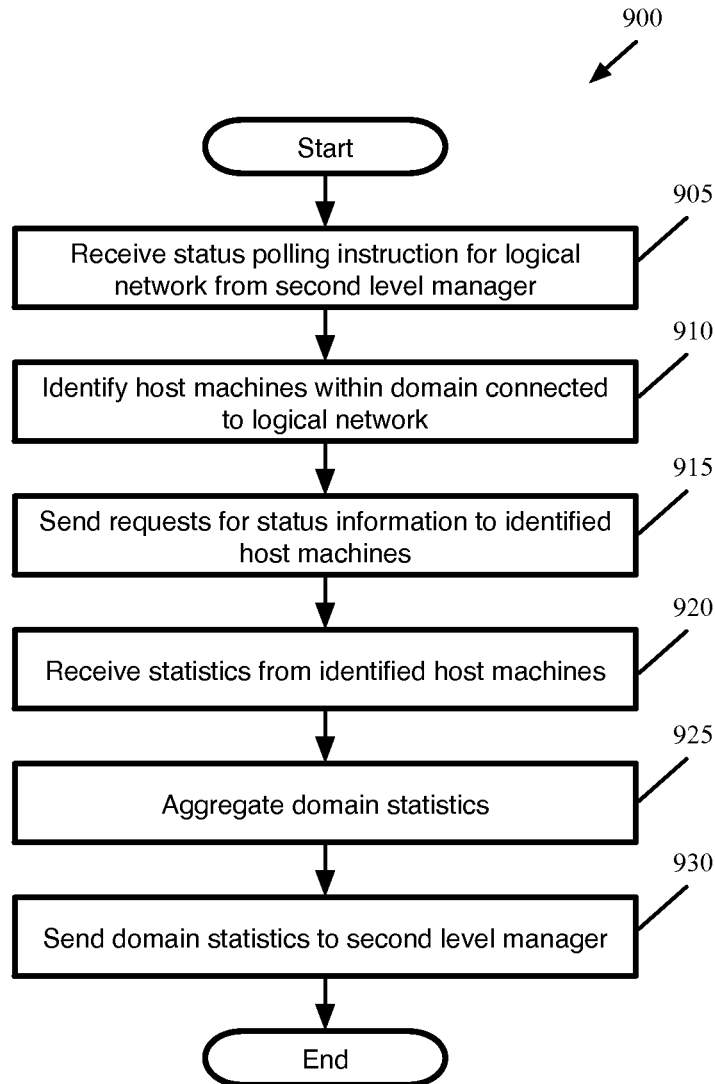 900
Start
905
Receive status polling instruction for logical
network from second level manager
910
Identify host machines within domain connected
to logical network
915
Send requests for status information to identified
host machines
920
Receive statistics from identified host machines
925
Aggregate domain statistics
930
Send domain statistics to second level manager
End